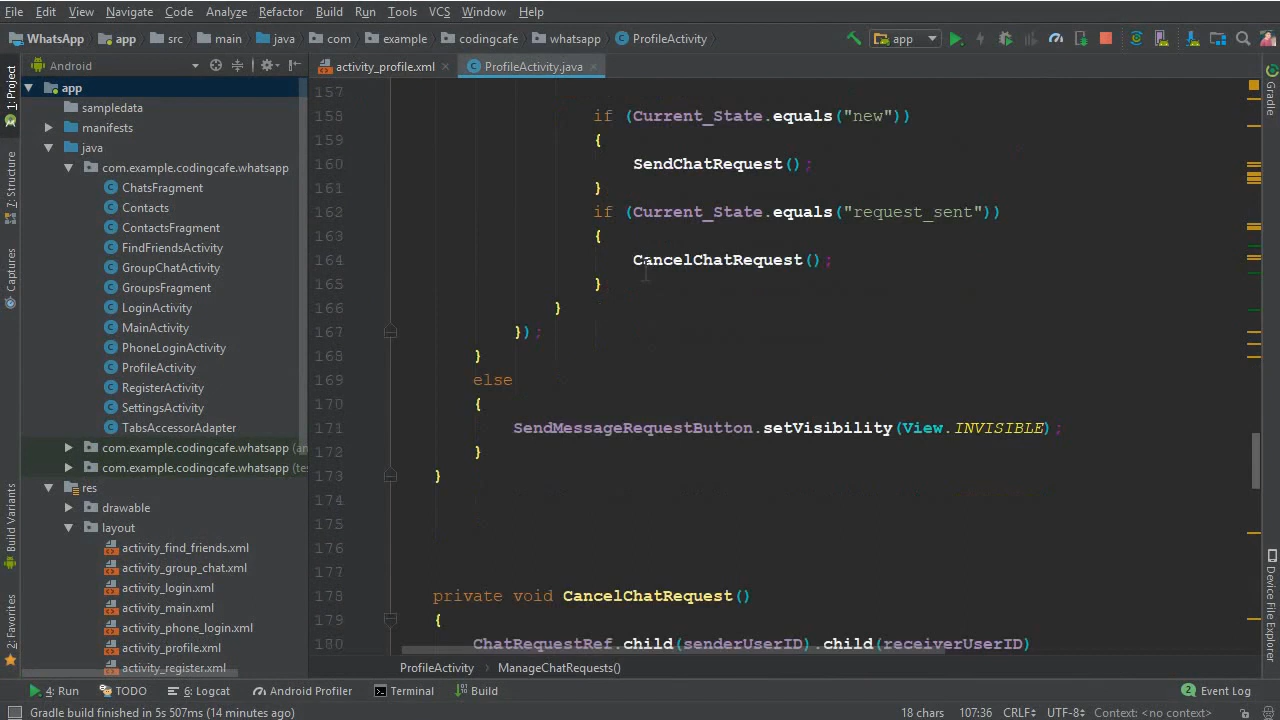 File Edit View Navigate Code Analyze Refactor Build Run Tools VCS Window Help
WhatsApp app src main java com example codingcafe whatsapp ProfileActivity app
Android activity_profile.xml ProfileActivity.java
1: Project
7: Structure
Captures
Build Variants
2: Favorites
app
sampledata
manifests
java
com.example.codingcafe.whatsapp
ChatsFragment
Contacts
ContactsFragment
FindFriendsActivity
GroupChatActivity
GroupsFragment
LoginActivity
MainActivity
PhoneLoginActivity
ProfileActivity
RegisterActivity
SettingsActivity
TabsAccessorAdapter
com.example.codingcafe.whatsapp (an
com.example.codingcafe.whatsapp (te
res
drawable
layout
activity_find_friends.xml
activity_group_chat.xml
activity_login.xml
activity_main.xml
activity_phone_login.xml
activity_profile.xml
activity_register.xml
157
158 if (Current_State.equals("new"))
159 {
160 SendChatRequest();
161 }
162 if (Current_State.equals("request_sent"))
163 {
164 CancelChatRequest();
165 }
166 }
167 });
168 }
169 else
170 {
171 SendMessageRequestButton.setVisibility(View.INVISIBLE);
172 }
173 }
174
175
176
177
178 private void CancelChatRequest()
179 {
180 ChatRequestRef.child(senderUserID).child(receiverUserID)
ProfileActivity ManageChatRequests()
Gradle
Device File Explorer
4: Run TODO 6: Logcat Android Profiler Terminal Build 2 Event Log
Gradle build finished in 5s 507ms (14 minutes ago) 18 chars 107:36 CRLF UTF-8 Context: <no context>